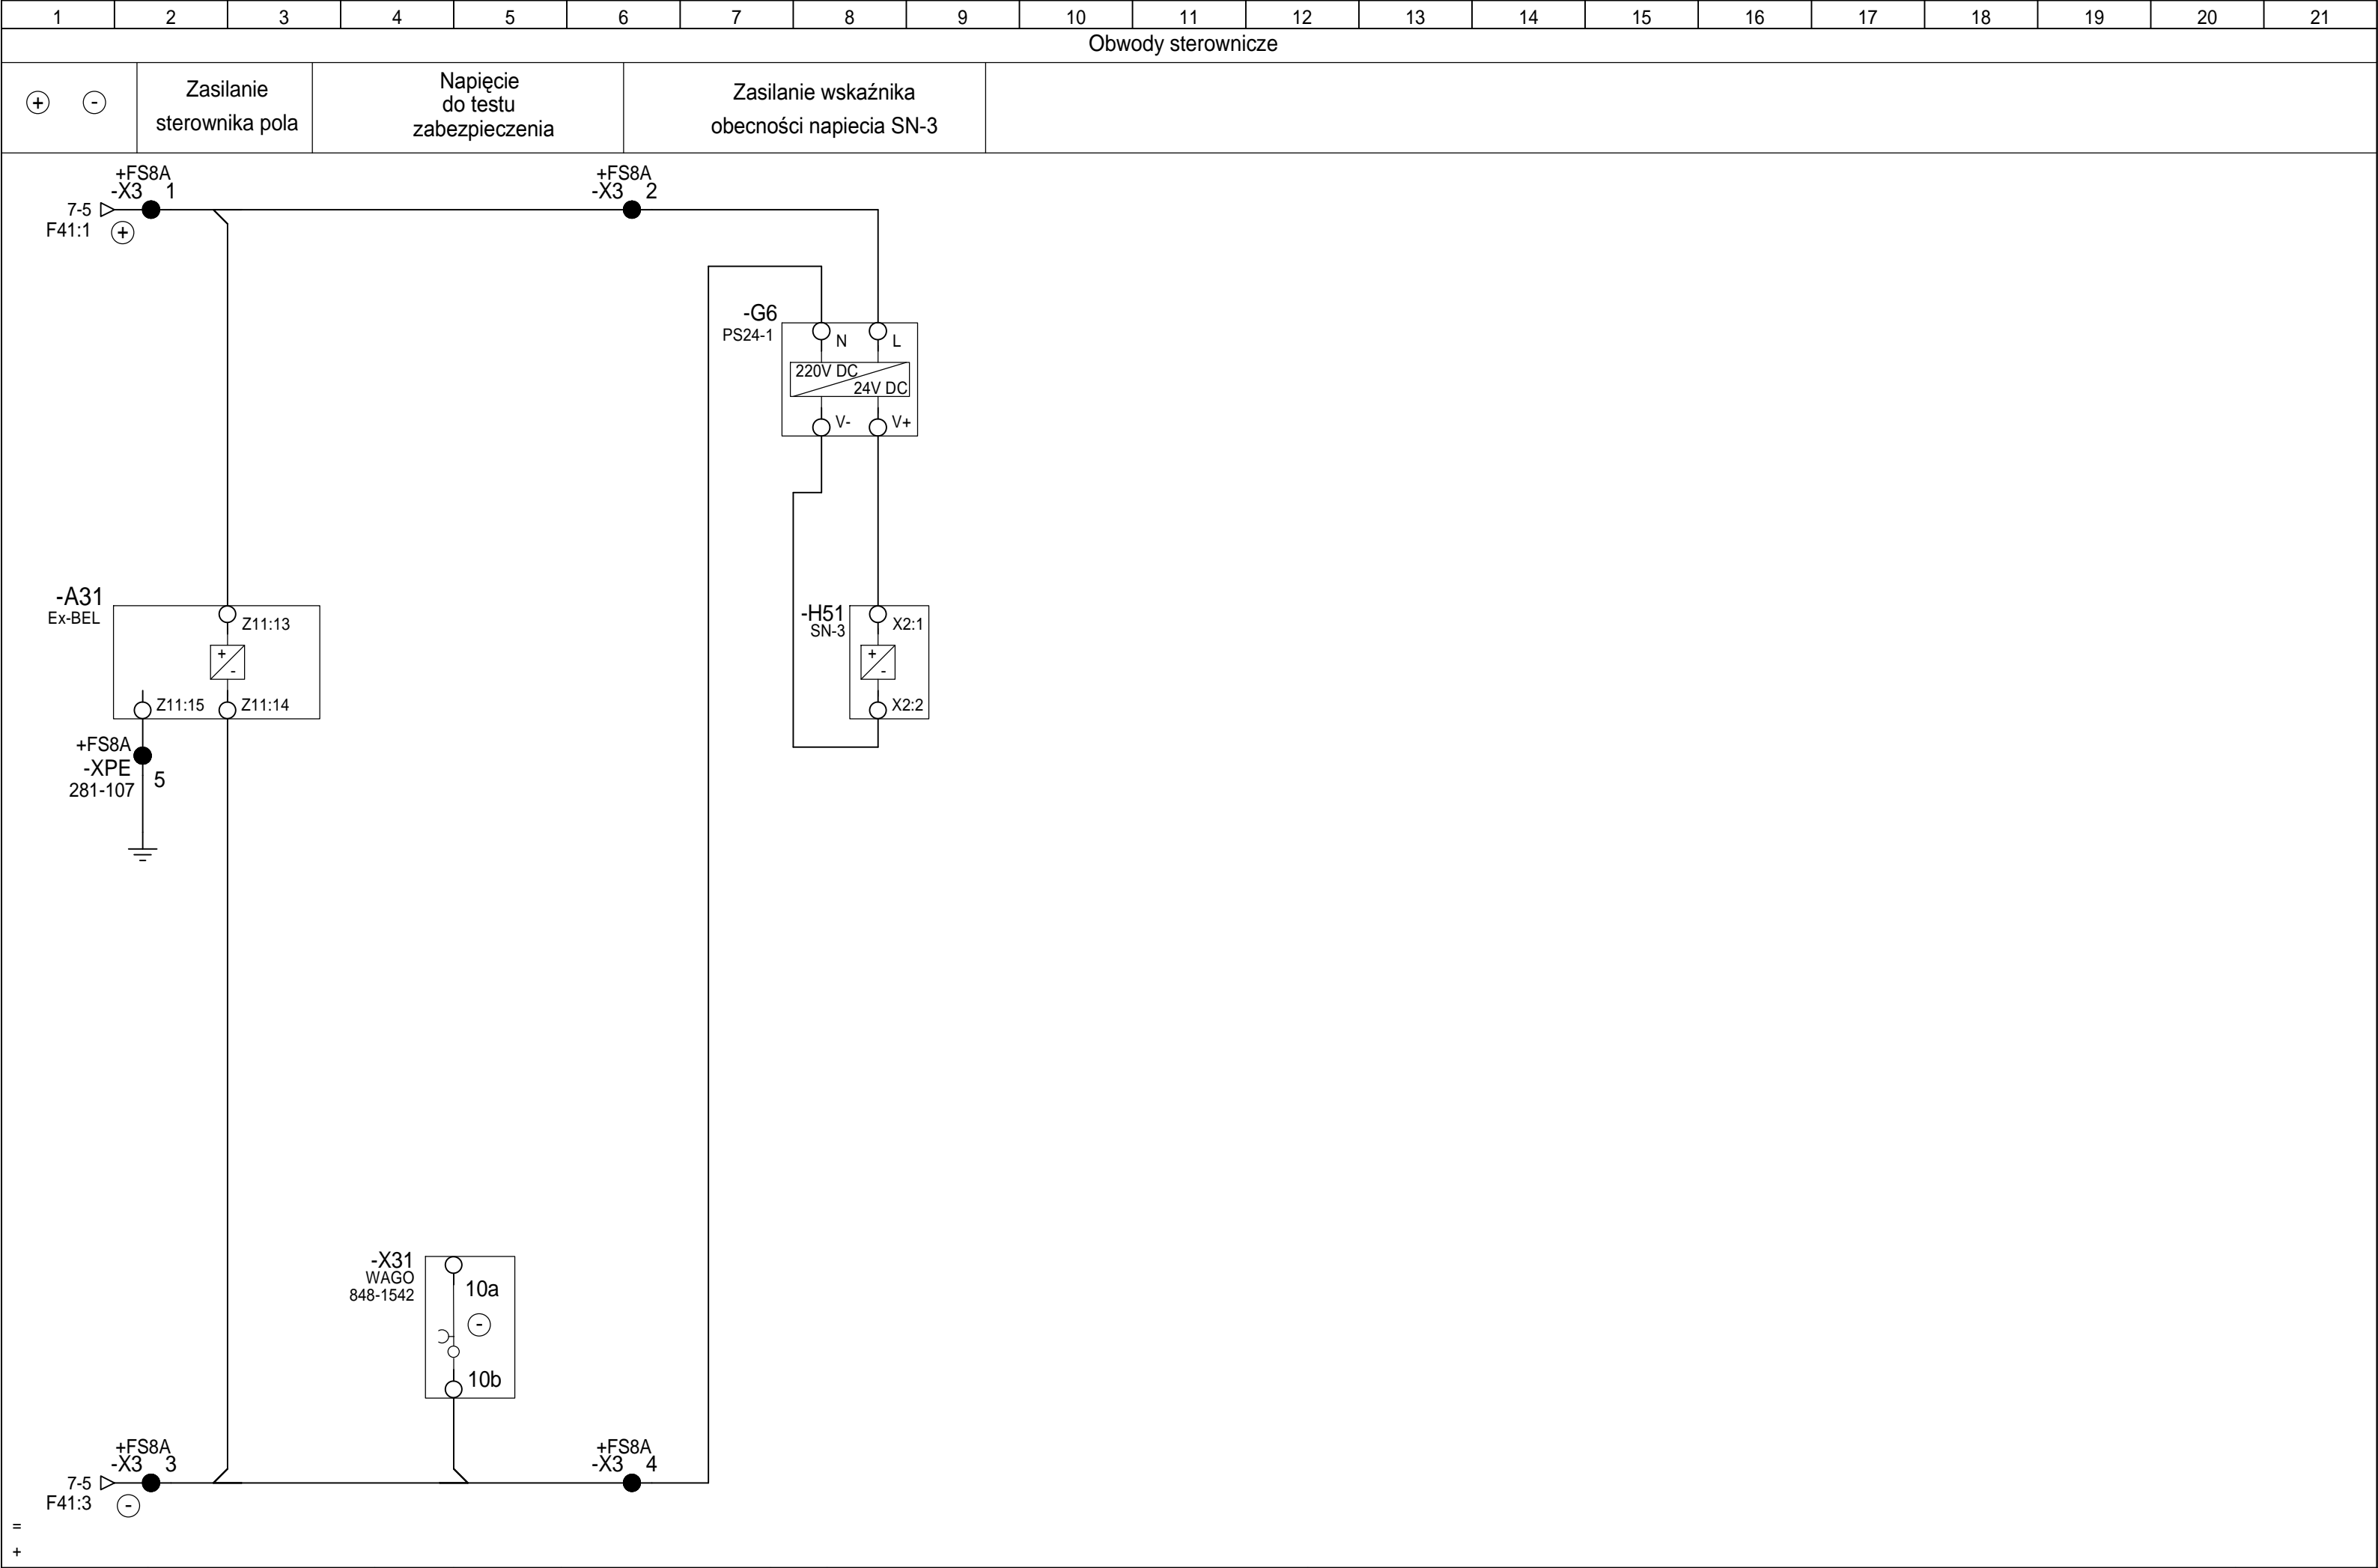 1 2 3 4 5 6 7 8 9 10 11 12 13 14 15 16 17 18 19 20 21
Obwody sterownicze
+ -
Zasilanie
sterownika pola
Napięcie
do testu
zabezpieczenia
Zasilanie wskaźnika
obecności napiecia SN-3
+FS8A
-X3 1
7-5
F41:1 +
+FS8A
-X3 2
-G6
PS24-1
N L
220V DC
24V DC
V- V+
-A31
Ex-BEL
Z11:13
+
-
Z11:15 Z11:14
+FS8A
-XPE
281-107
5
-H51
SN-3
X2:1
+
-
X2:2
-X31
WAGO
848-1542
10a
-
10b
+FS8A
-X3 3
7-5
F41:3 -
+FS8A
-X3 4
=
+